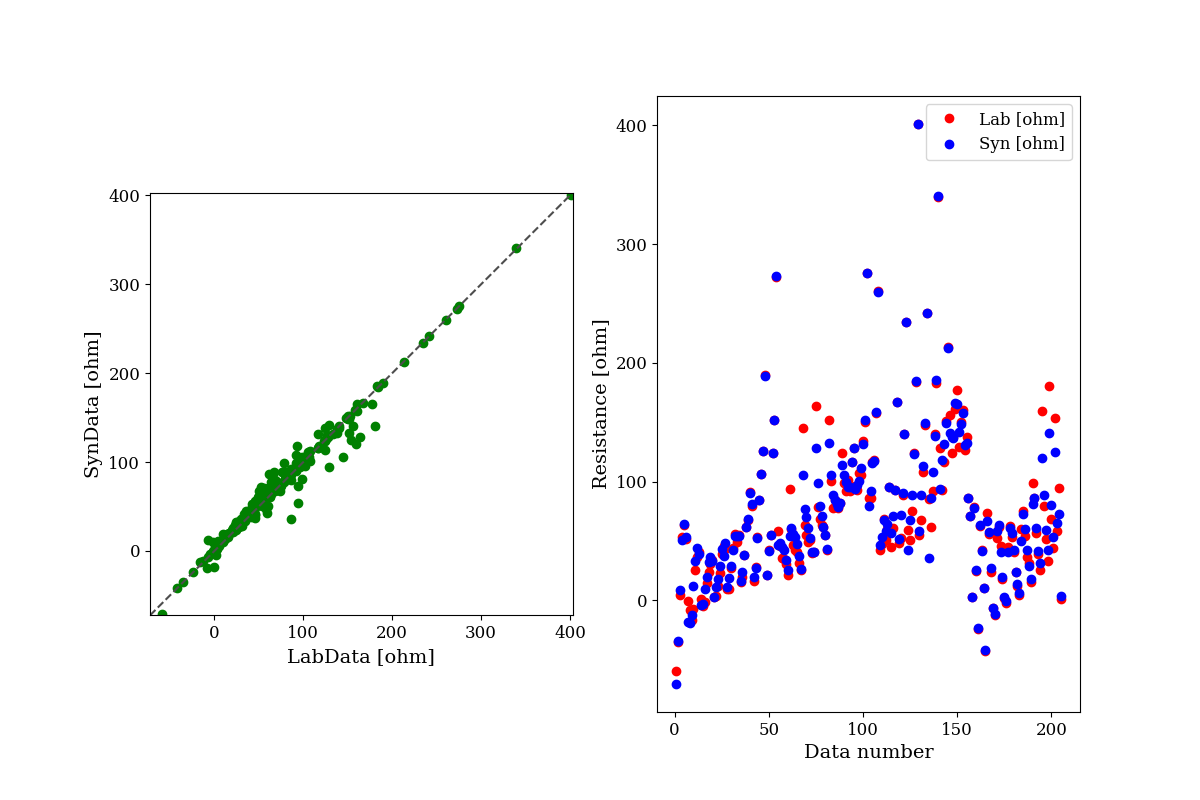 400
300
200
100
0
SynData [ohm]
0 100 200 300 400
LabData [ohm]
400
300
200
100
0
Resistance [ohm]
Lab [ohm]
Syn [ohm]
0 50 100 150 200
Data number